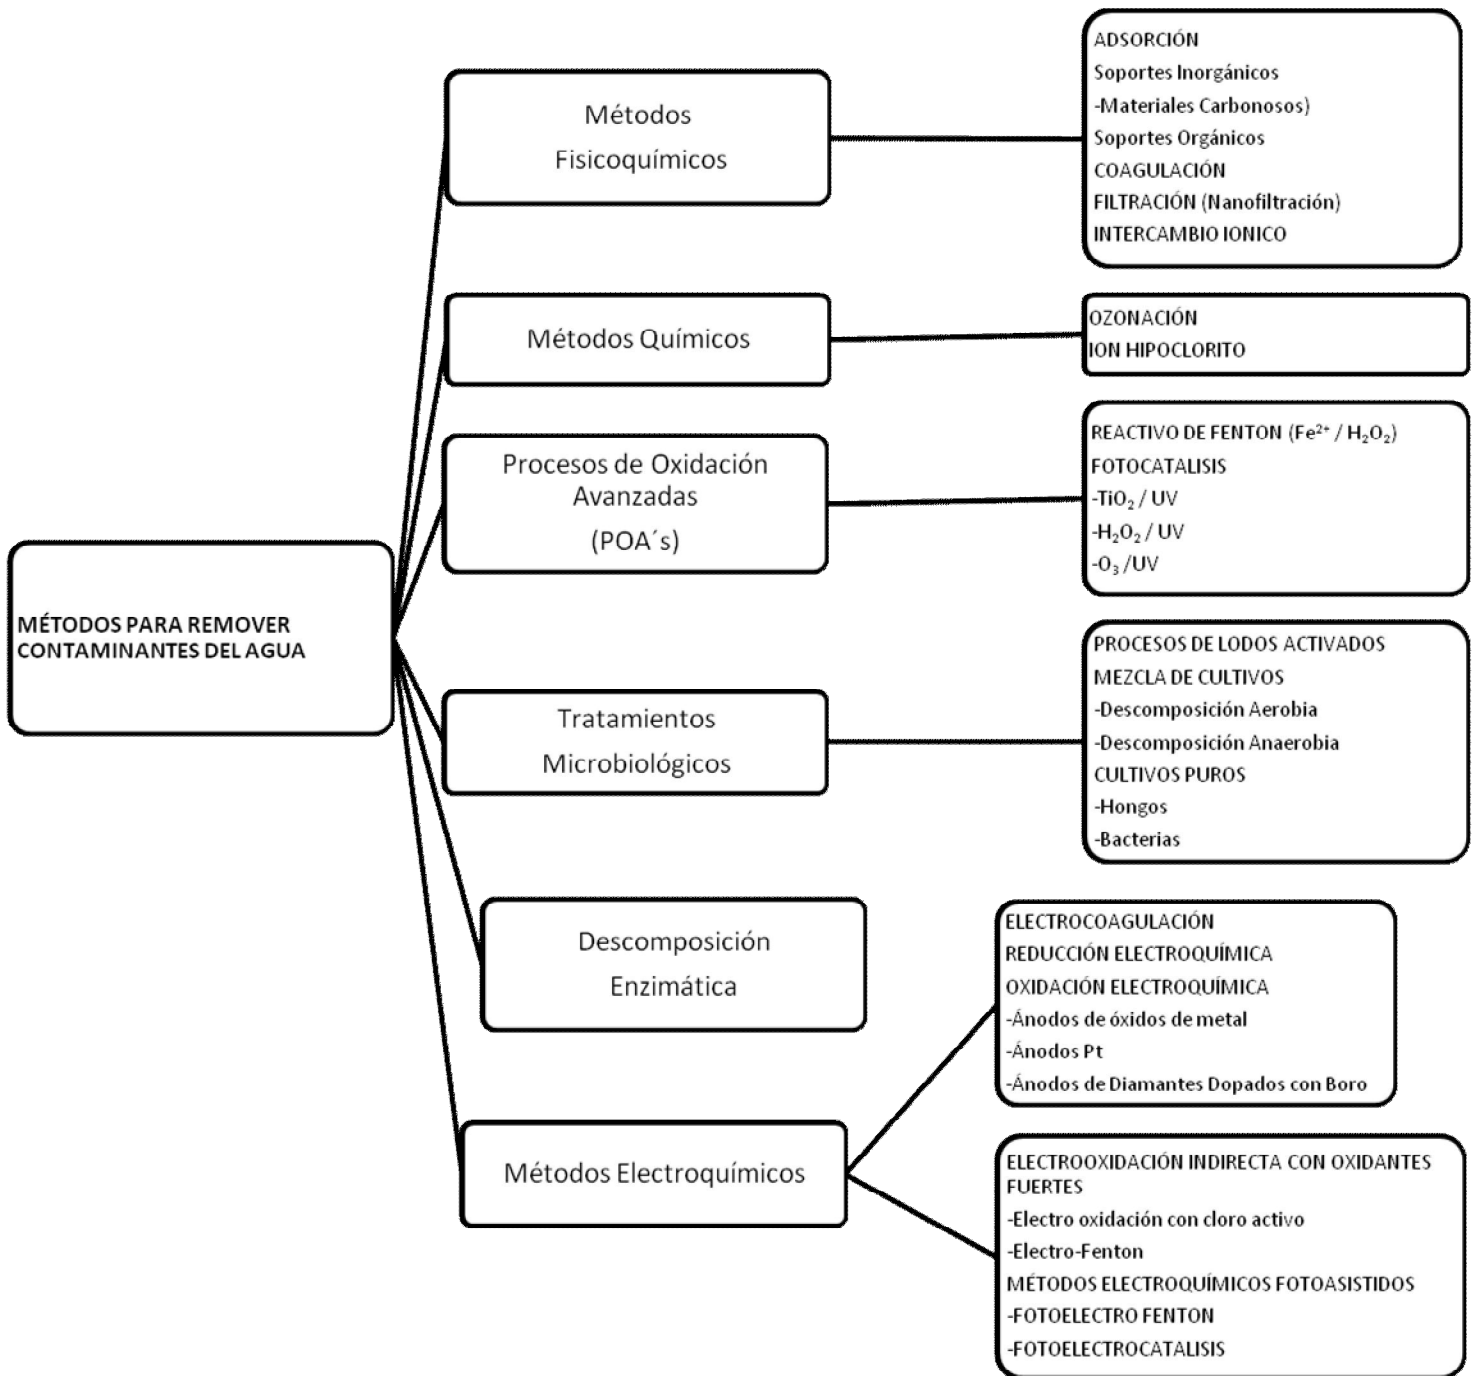 MÉTODOS PARA REMOVER
CONTAMINANTES DEL AGUA
Métodos
Fisicoquímicos
ADSORCIÓN
Soportes Inorgánicos
-Materiales Carbonosos)
Soportes Orgánicos
COAGULACIÓN
FILTRACIÓN (Nanofiltración)
INTERCAMBIO IONICO
Métodos Químicos
OZONACIÓN
ION HIPOCLORITO
Procesos de Oxidación
Avanzadas
(POA´s)
REACTIVO DE FENTON (Fe²⁺ / H₂O₂)
FOTOCATALISIS
-TiO₂ / UV
-H₂O₂ / UV
-O₃ /UV
Tratamientos
Microbiológicos
PROCESOS DE LODOS ACTIVADOS
MEZCLA DE CULTIVOS
-Descomposición Aerobia
-Descomposición Anaerobia
CULTIVOS PUROS
-Hongos
-Bacterias
Descomposición
Enzimática
Métodos Electroquímicos
ELECTROCOAGULACIÓN
REDUCCIÓN ELECTROQUÍMICA
OXIDACIÓN ELECTROQUÍMICA
-Ánodos de óxidos de metal
-Ánodos Pt
-Ánodos de Diamantes Dopados con Boro
ELECTROOXIDACIÓN INDIRECTA CON OXIDANTES
FUERTES
-Electro oxidación con cloro activo
-Electro-Fenton
MÉTODOS ELECTROQUÍMICOS FOTOASISTIDOS
-FOTOELECTRO FENTON
-FOTOELECTROCATALISIS